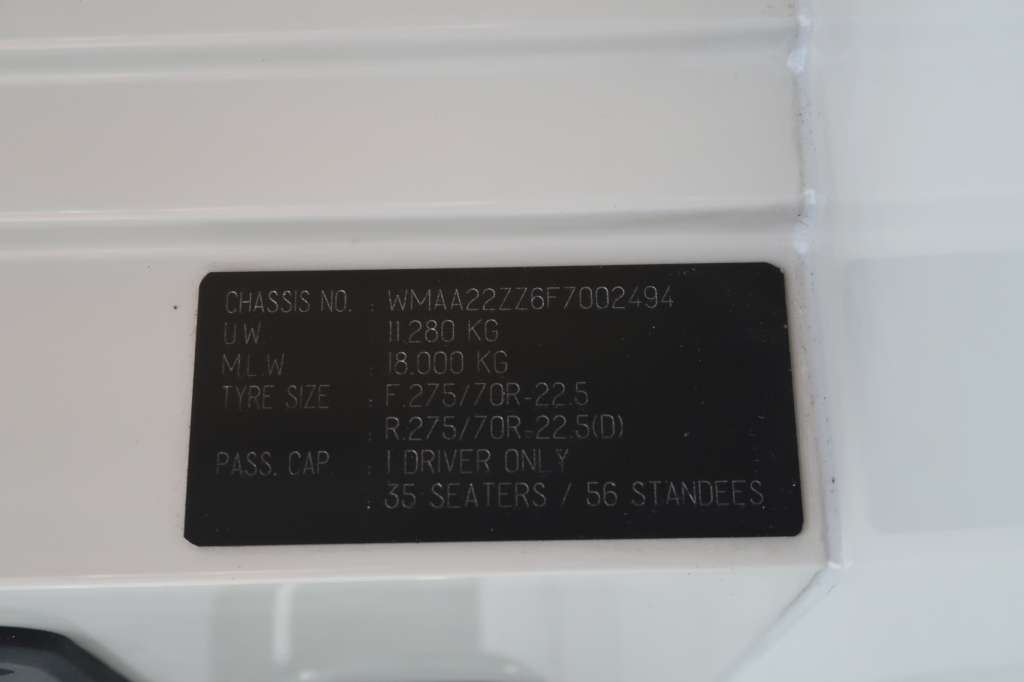 CHASSIS NO. : WMAA22ZZ6F7002494
U.W : 11.280 KG
M.L.W : 18.000 KG
TYRE SIZE : F.275/70R-22.5
: R.275/70R-22.5(D)
PASS. CAP : 1 DRIVER ONLY
: 35 SEATERS / 56 STANDEES